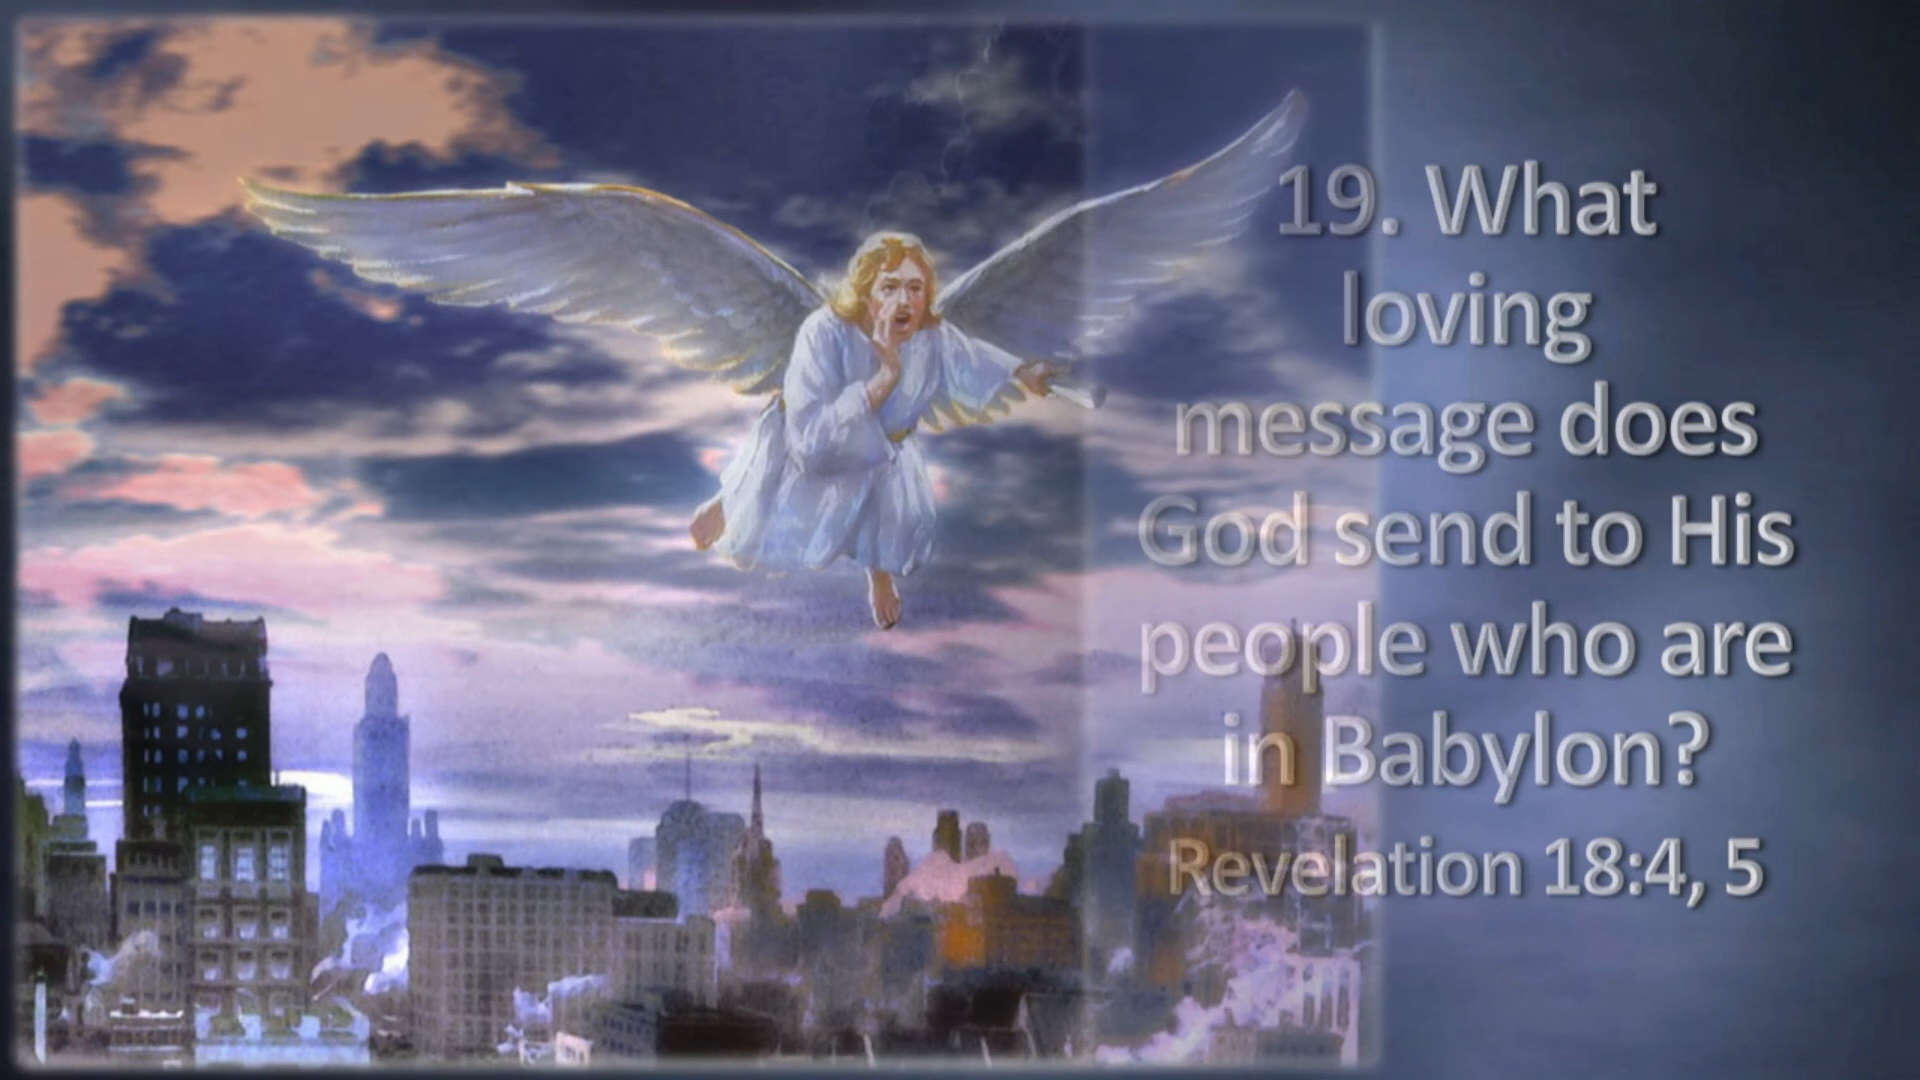 19. What
loving
message does
God send to His
people who are
in Babylon?
Revelation 18:4, 5